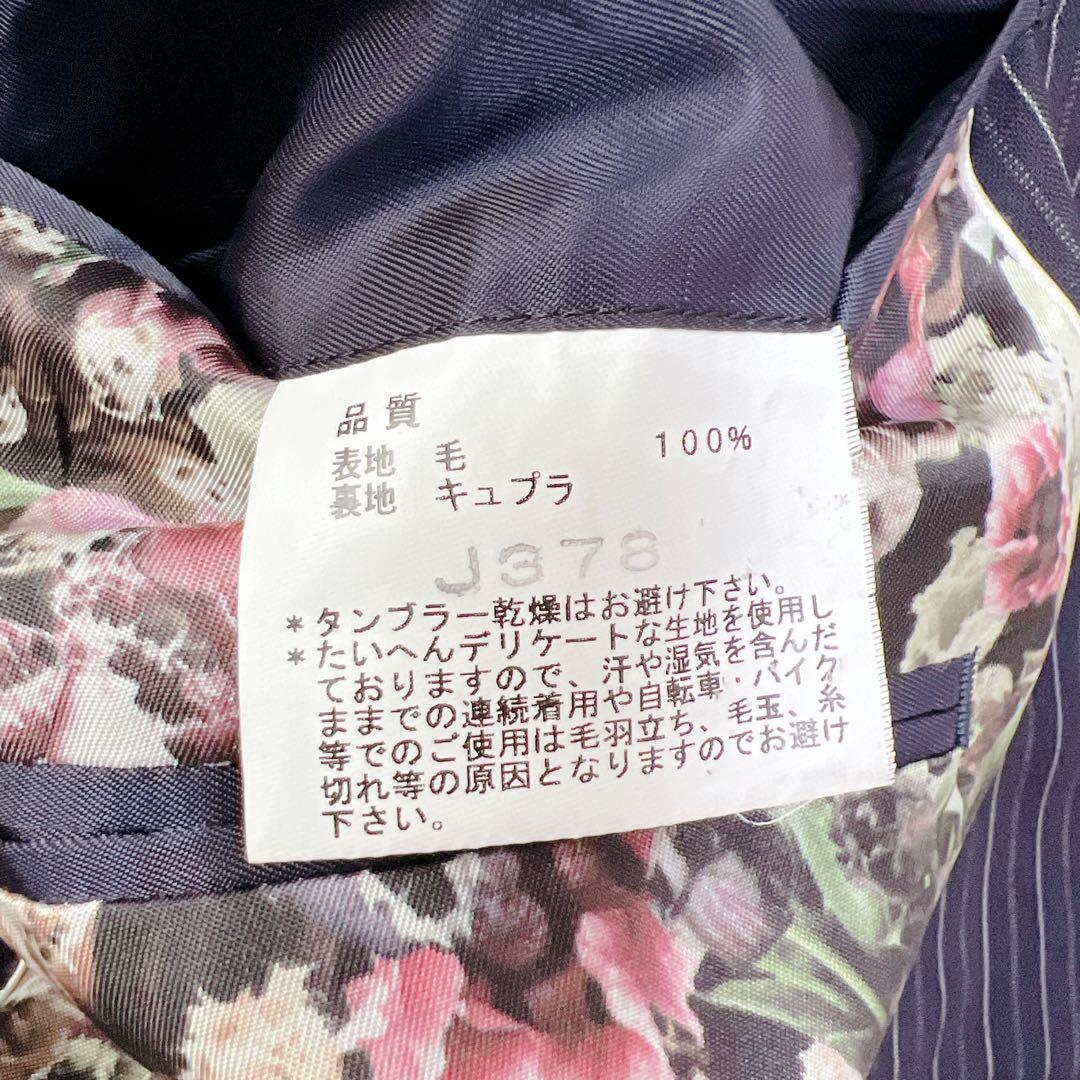 品質
表地 毛 100%
裏地 キュプラ
J378
*タンブラー乾燥はお避け下さい。
*たいへんデリケートな生地を使用し
ておりますので、汗や湿気を含んだ
ままでの連続着用や自転車・バイク
等でのご使用は毛羽立ち、毛玉、糸
切れ等の原因となりますのでお避け
下さい。